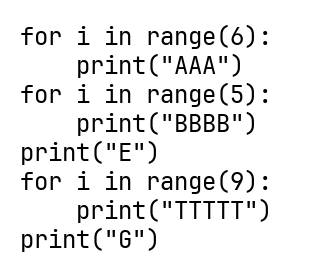 for i in range(6):
    print("AAA")
for i in range(5):
    print("BBBB")
print("E")
for i in range(9):
    print("TTTTT")
print("G")